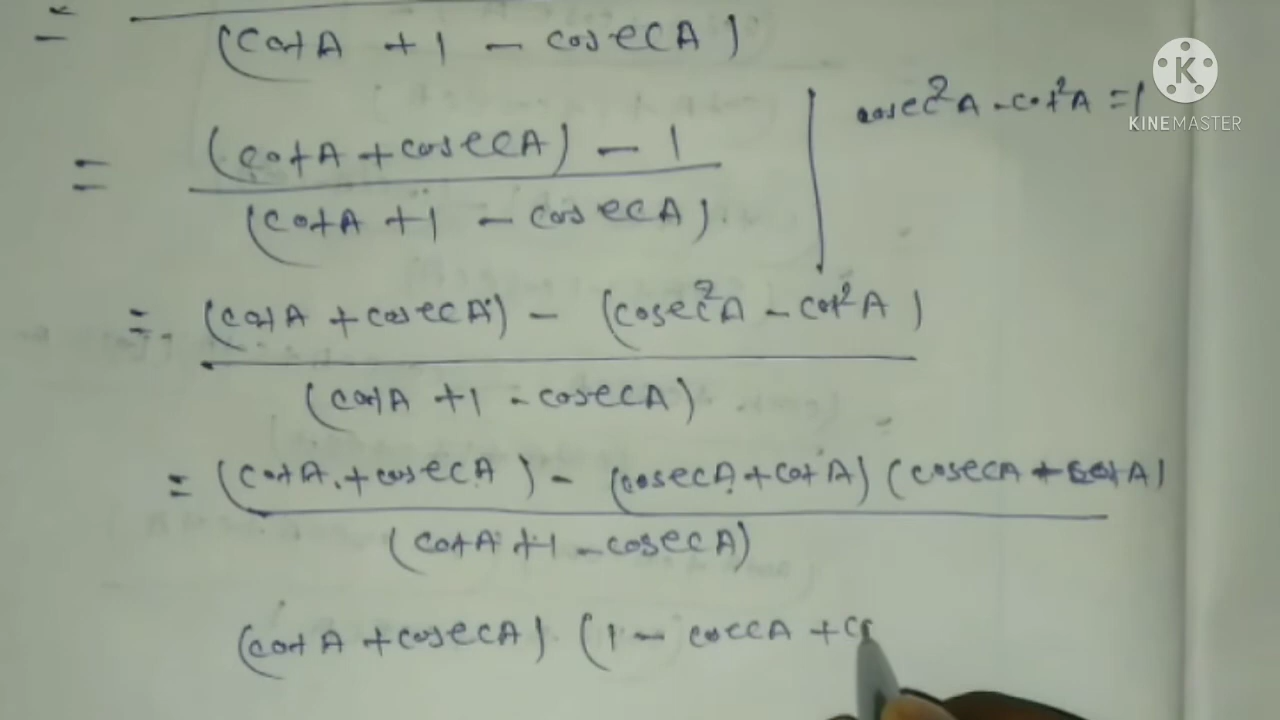 = (cotA + 1 - cosecA)
cosec²A - cot²A = 1
K
KINEMASTER
= (cotA + cosecA) - 1
(cotA + 1 - cosecA)
= (cotA + cosecA) - (cosec²A - cot²A)
(cotA + 1 - cosecA)
= (cotA + cosecA) - (cosecA + cotA) (cosecA - cotA)
(cotA + 1 - cosecA)
(cotA + cosecA) (1 - cosecA + c